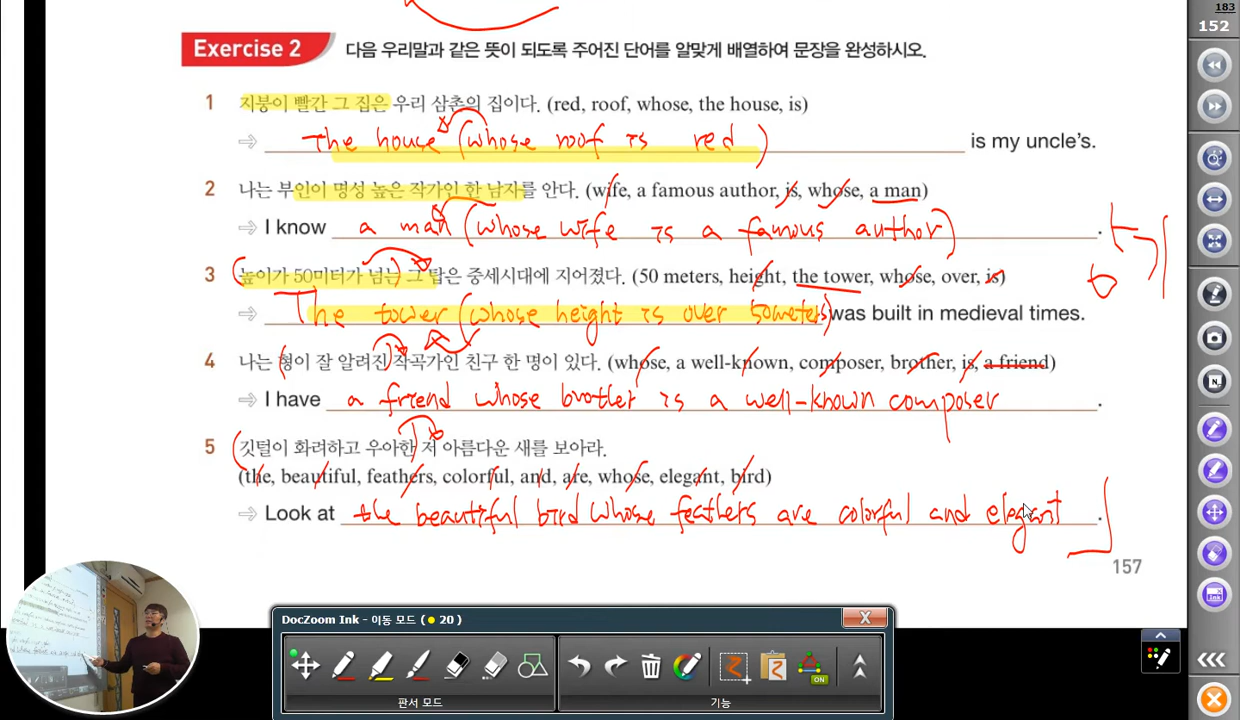 183
152
Exercise 2 다음 우리말과 같은 뜻이 되도록 주어진 단어를 알맞게 배열하여 문장을 완성하시오.
1 지붕이 빨간 그 집은 우리 삼촌의 집이다. (red, roof, whose, the house, is)
⇨ The house (whose roof is red) is my uncle's.
2 나는 부인이 명성 높은 작가인 한 남자를 안다. (wife, a famous author, is, whose, a man)
⇨ I know a man (whose wife is a famous author).
3 (높이가 50미터가 넘는) 그 탑은 중세시대에 지어졌다. (50 meters, height, the tower, whose, over, is)
⇨ The tower (whose height is over 50meters) was built in medieval times.
4 나는 (형이 잘 알려진) 작곡가인 친구 한 명이 있다. (whose, a well-known, composer, brother, is, a friend)
⇨ I have a friend whose brother is a well-known composer.
5 (깃털이 화려하고 우아한) 저 아름다운 새를 보아라.
(the, beautiful, feathers, colorful, and, are, whose, elegant, bird)
⇨ Look at the beautiful bird whose feathers are colorful and elegant.
157
DocZoom Ink - 이동 모드 ( 20 )
ON
판서 모드
기능
N
Ink